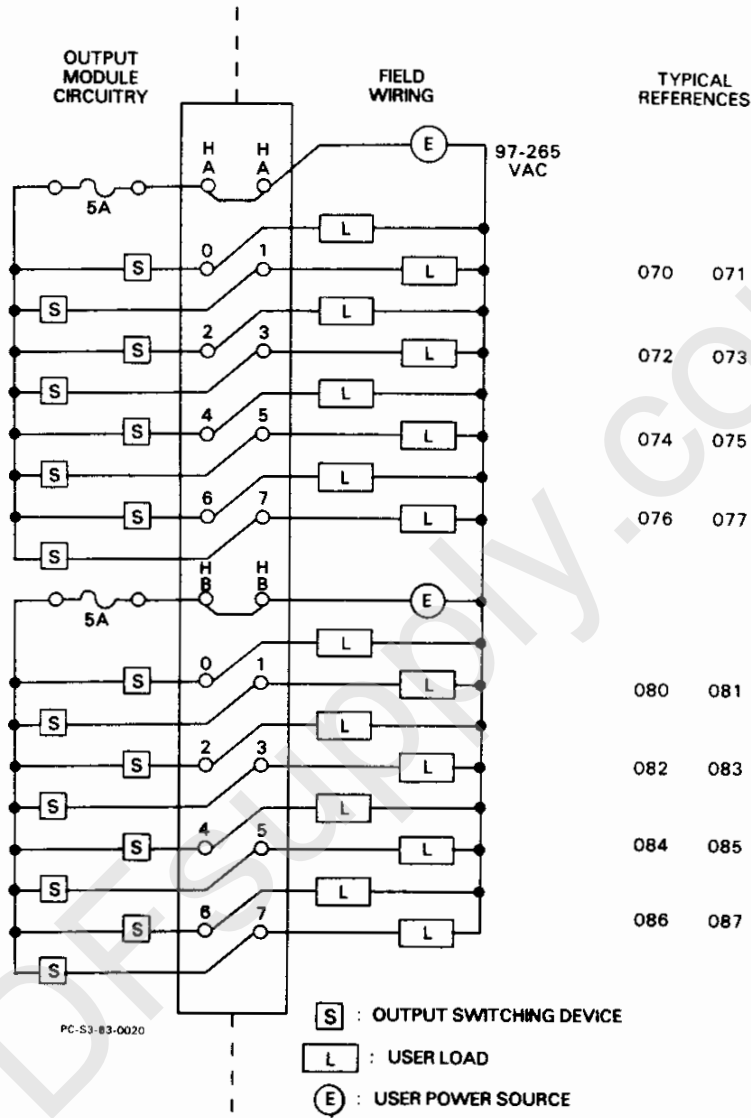 OUTPUT
MODULE
CIRCUITRY
FIELD
WIRING
TYPICAL
REFERENCES
H
A
H
A
E
97-265
VAC
5A
L
S 0 1 L 070 071
S L
S 2 3 L 072 073
S L
S 4 5 L 074 075
S L
S 6 7 L 076 077
S
H
B
H
B
E
5A
L
S 0 1 L 080 081
S L
S 2 3 L 082 083
S L
S 4 5 L 084 085
S L
S 6 7 L 086 087
S
PC-S3-83-0020
S : OUTPUT SWITCHING DEVICE
L : USER LOAD
E : USER POWER SOURCE